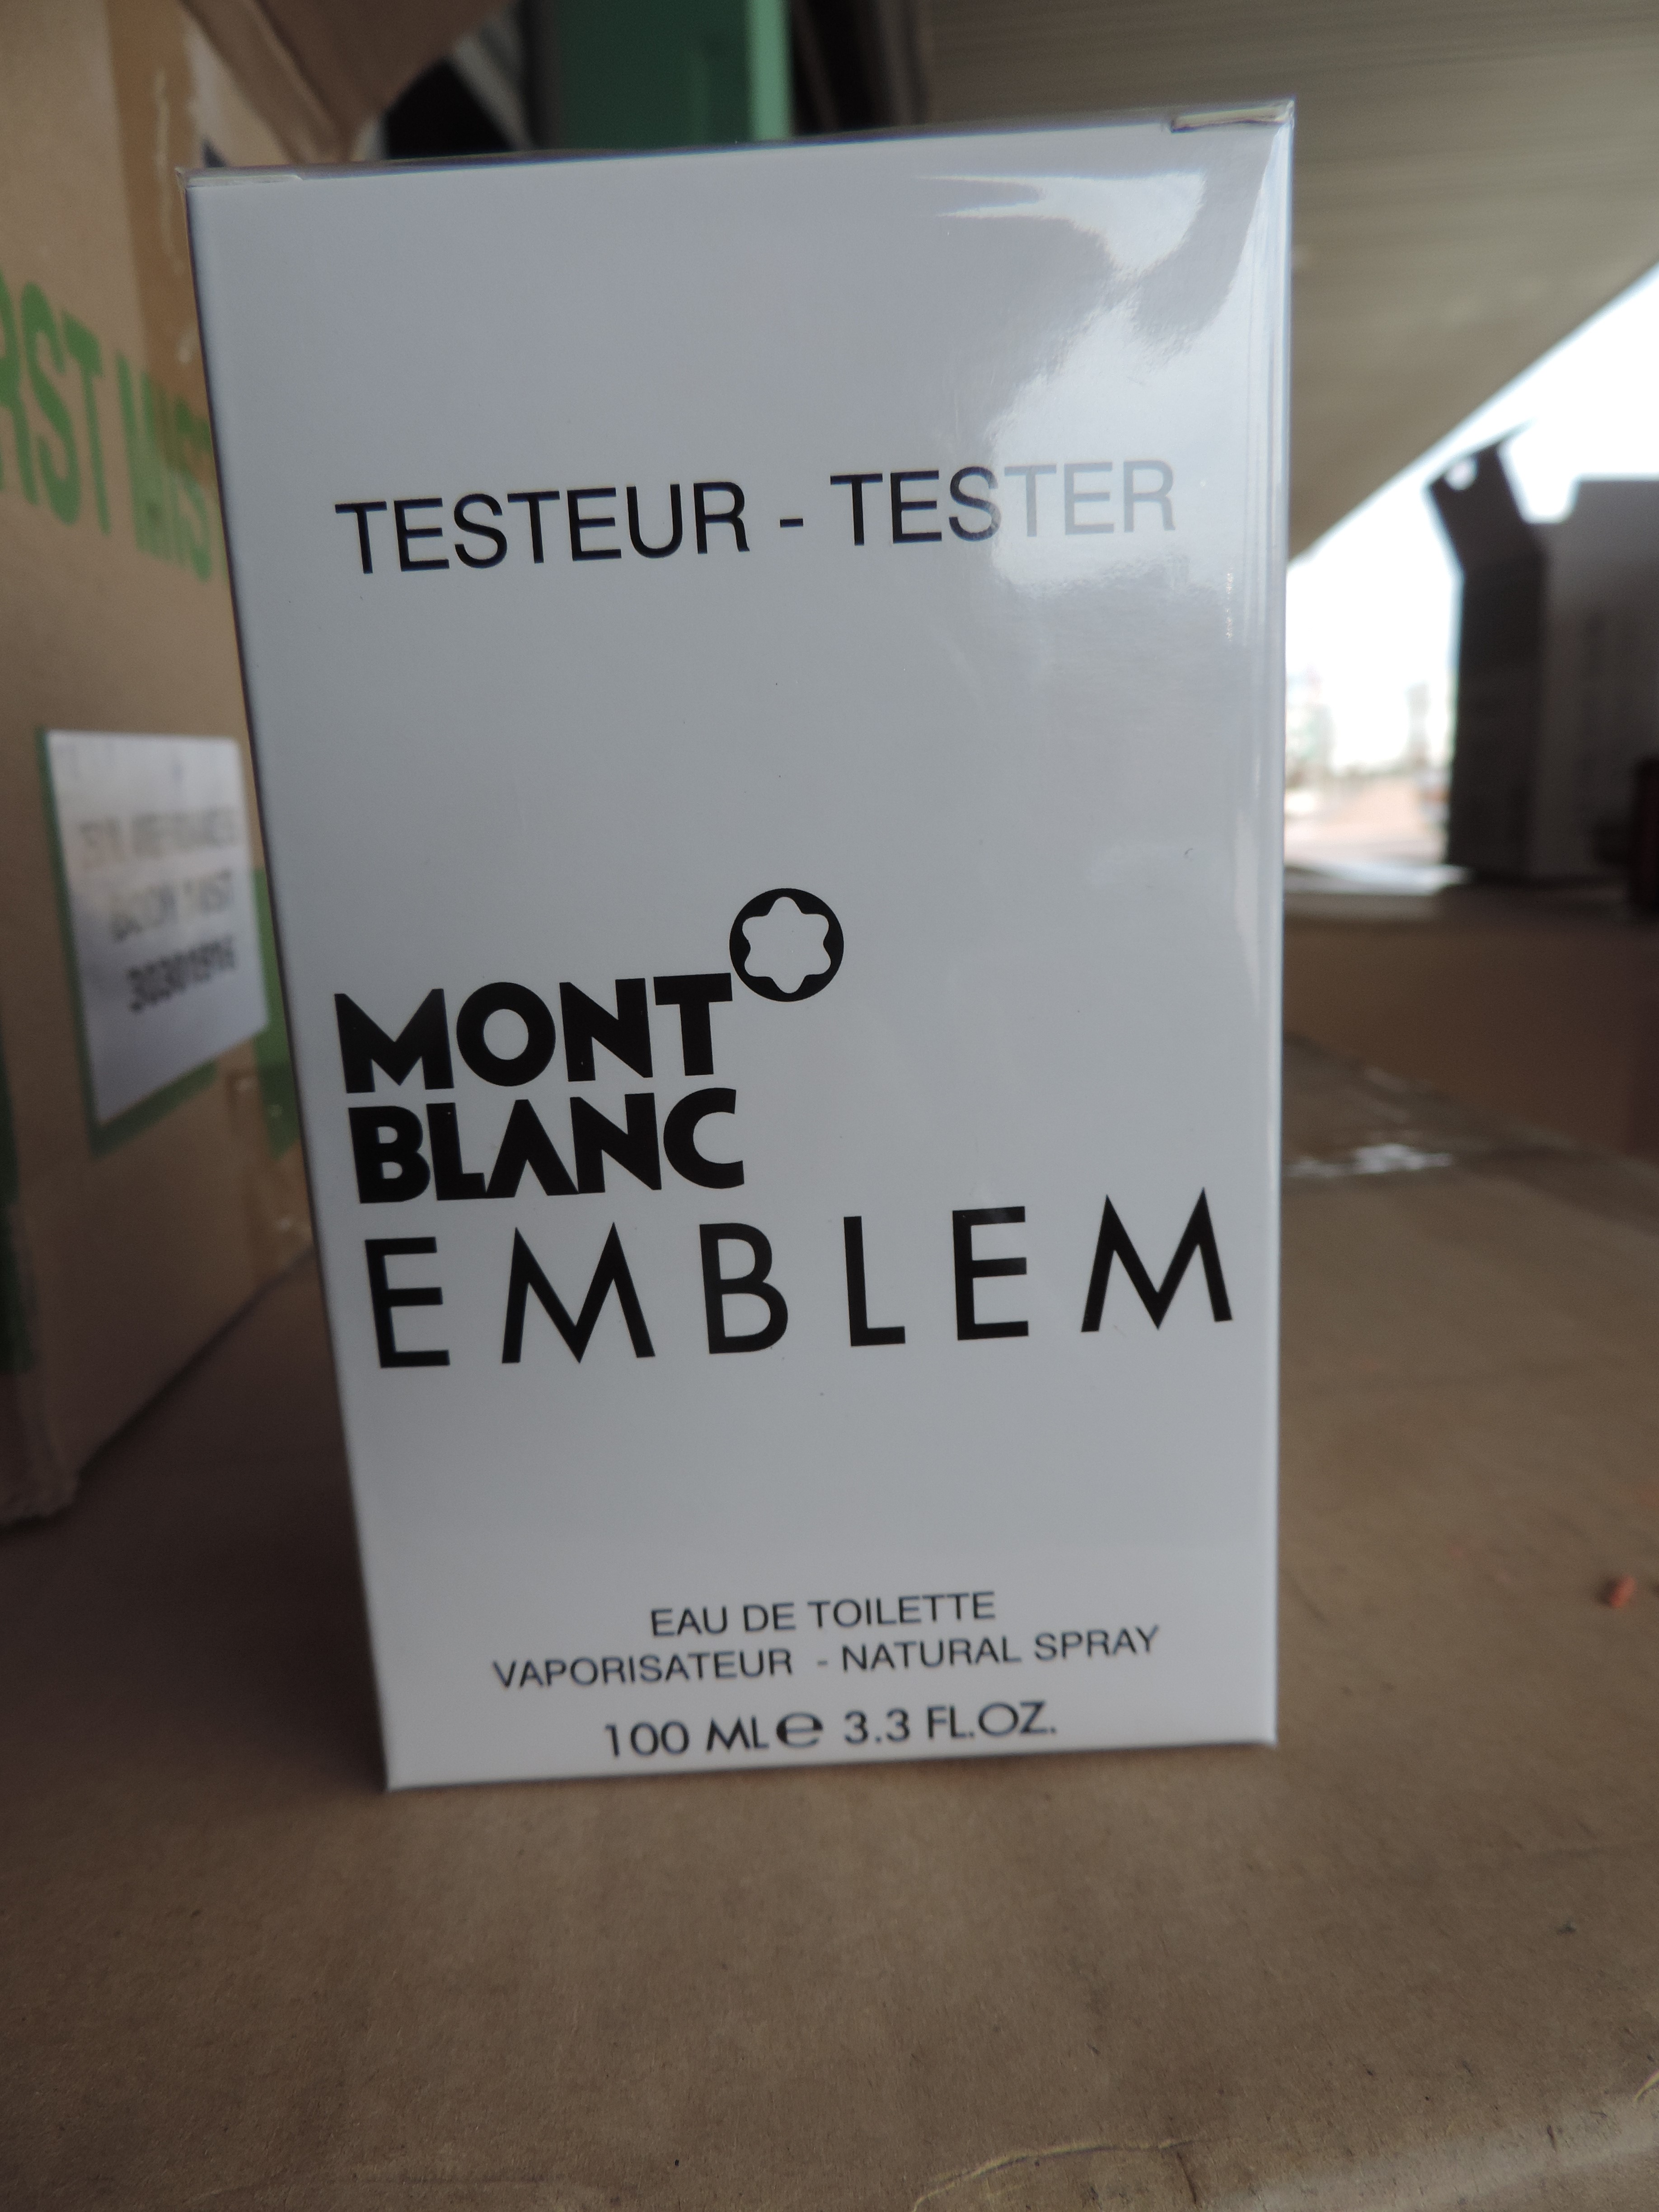 TESTEUR - TESTER
MONT
BLANC
EMBLEM
EAU DE TOILETTE
VAPORISATEUR - NATURAL SPRAY
100 ML e 3.3 FL.OZ.